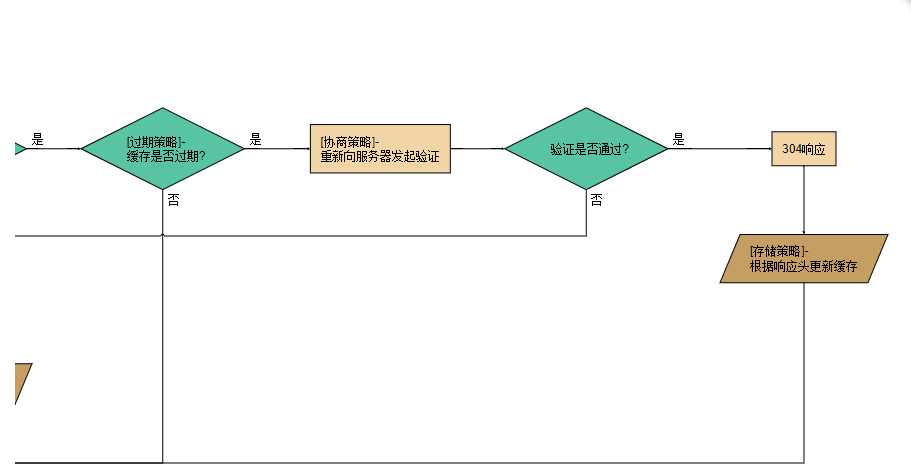 是
[过期策略]-
缓存是否过期?
是
[协商策略]-
重新向服务器发起验证
验证是否通过?
是
304响应
否
否
[存储策略]-
根据响应头更新缓存